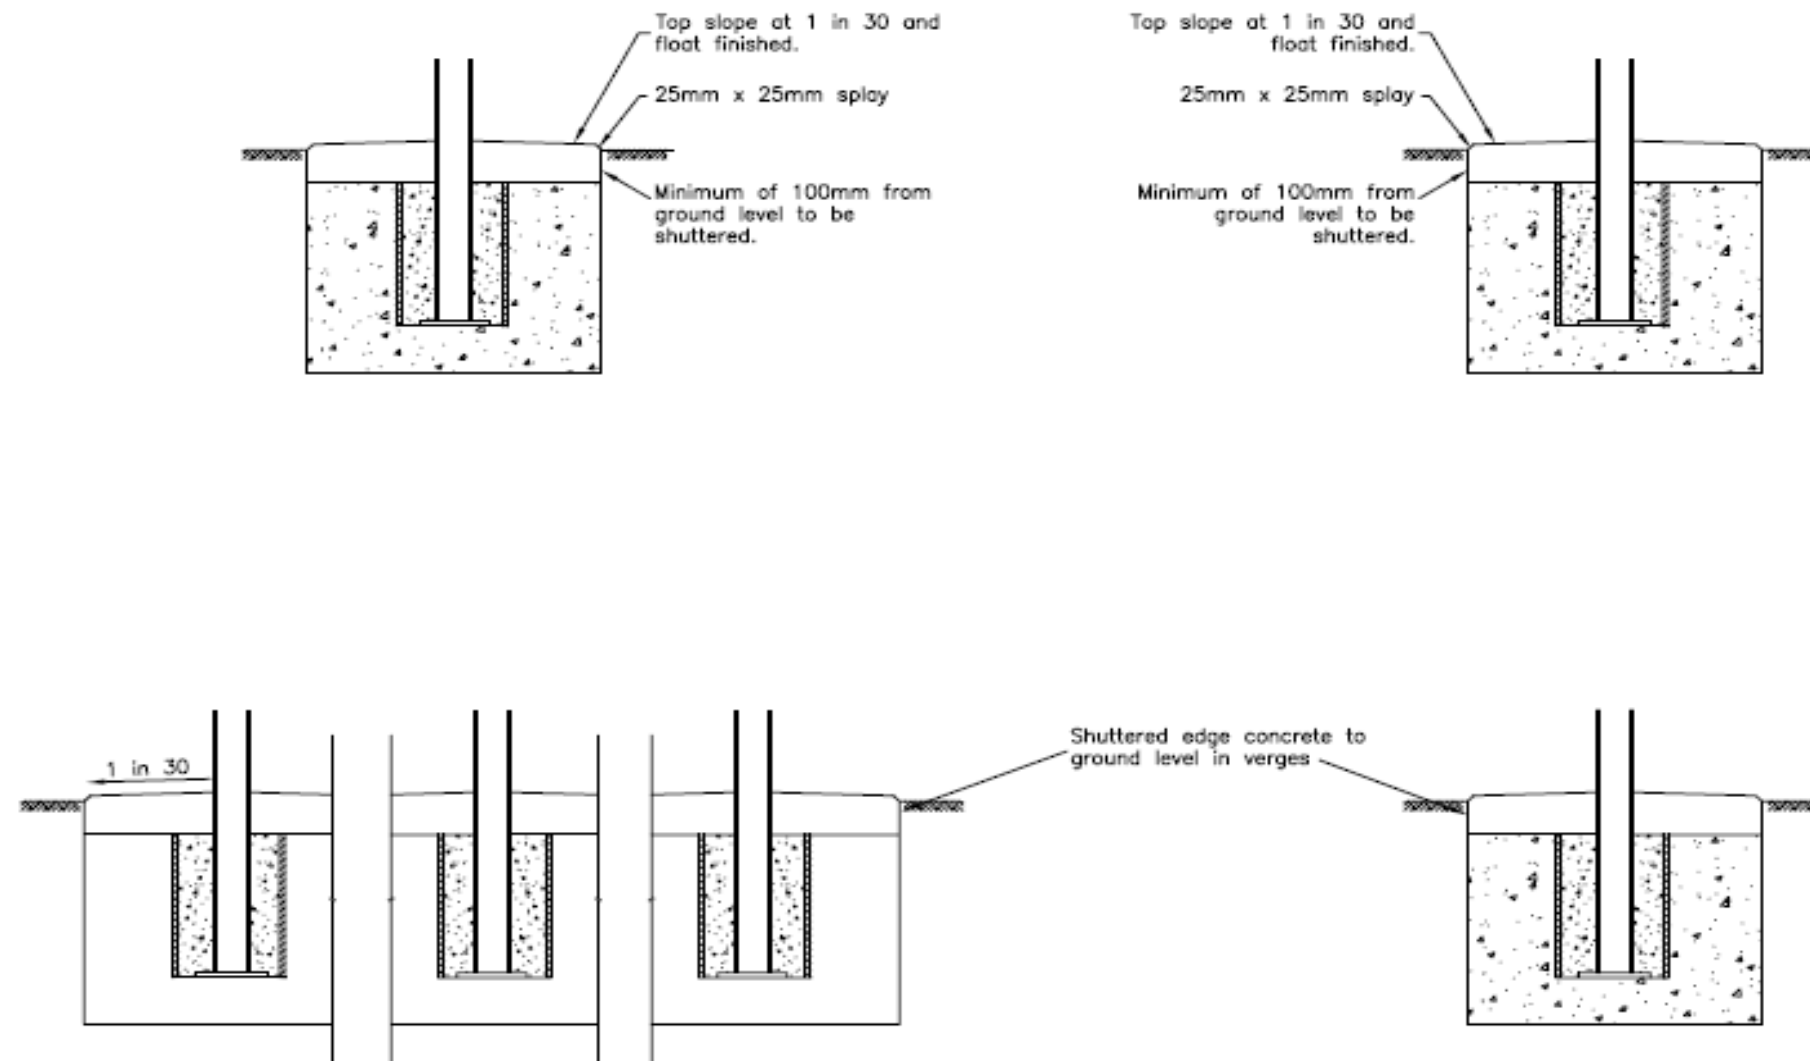 Top slope at 1 in 30 and
float finished.
25mm x 25mm splay
Minimum of 100mm from
ground level to be
shuttered.
Top slope at 1 in 30 and
float finished.
25mm x 25mm splay
Minimum of 100mm from
ground level to be
shuttered.
1 in 30
Shuttered edge concrete to
ground level in verges